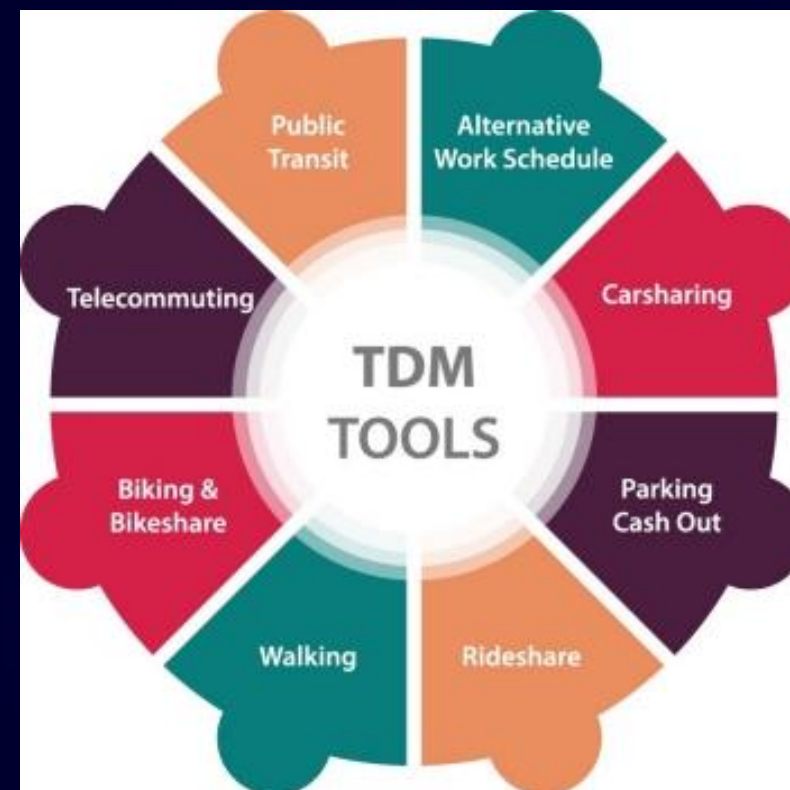 Public
Transit
Alternative
Work Schedule
Telecommuting
Carsharing
TDM
TOOLS
Biking &
Bikeshare
Parking
Cash Out
Walking
Rideshare